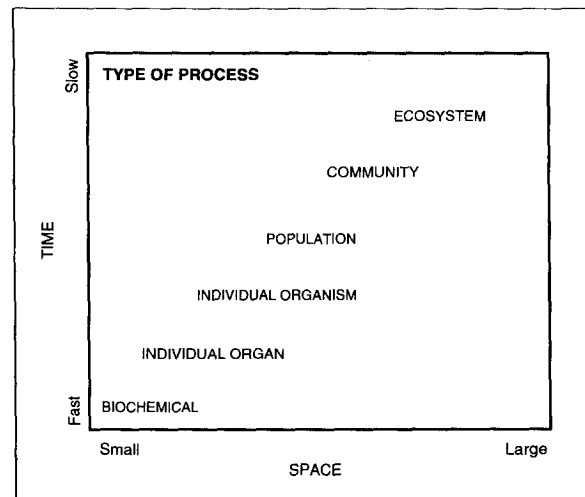 Slow
TYPE OF PROCESS
ECOSYSTEM
COMMUNITY
TIME
POPULATION
INDIVIDUAL ORGANISM
INDIVIDUAL ORGAN
Fast
BIOCHEMICAL
Small
Large
SPACE